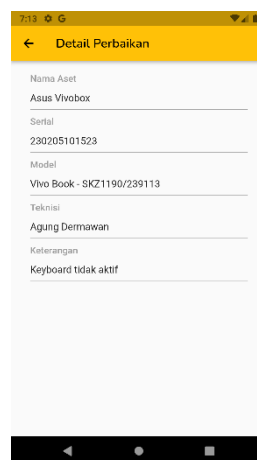 7:13 G
Detail Perbaikan
Nama Aset
Asus Vivobox
Serial
230205101523
Model
Vivo Book - SKZ1190/239113
Teknisi
Agung Dermawan
Keterangan
Keyboard tidak aktif